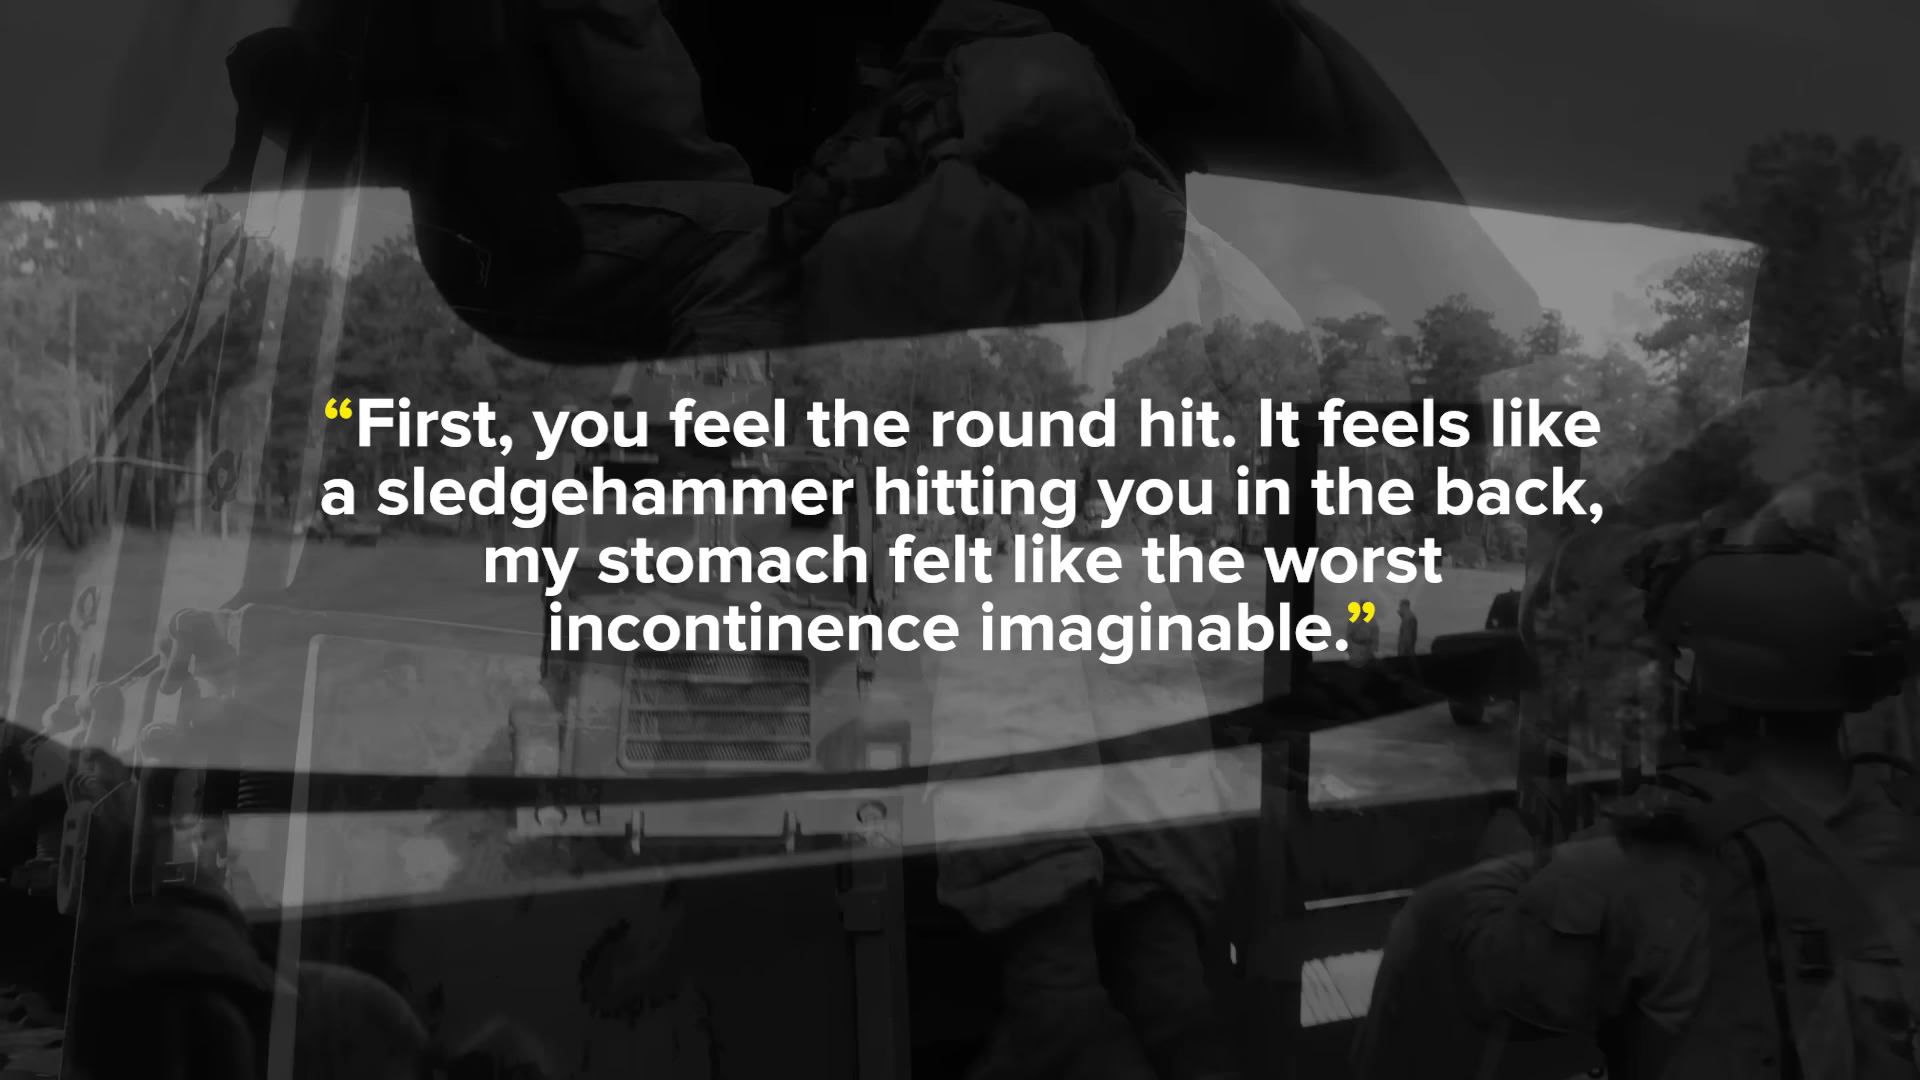 “First, you feel the round hit. It feels like
a sledgehammer hitting you in the back,
my stomach felt like the worst
incontinence imaginable.”